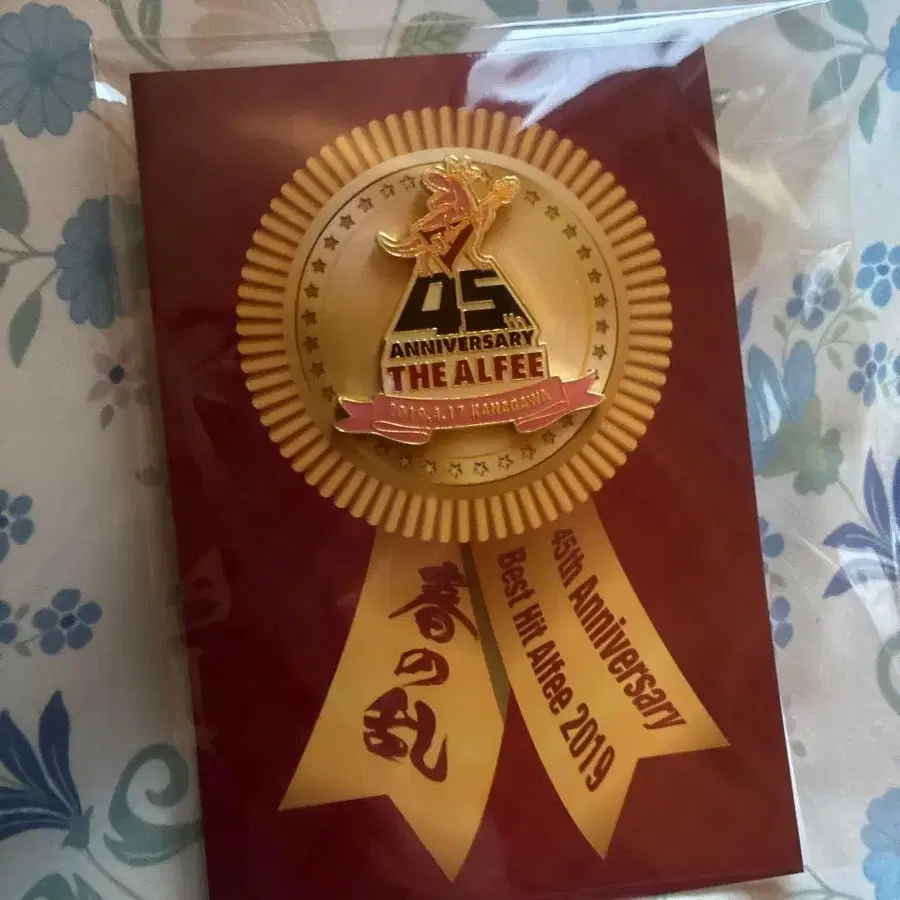 45th
ANNIVERSARY
THE ALFEE
2019.4.17 KANAGAWA
春の乱
45th Anniversary
Best Hit Alfee 2019